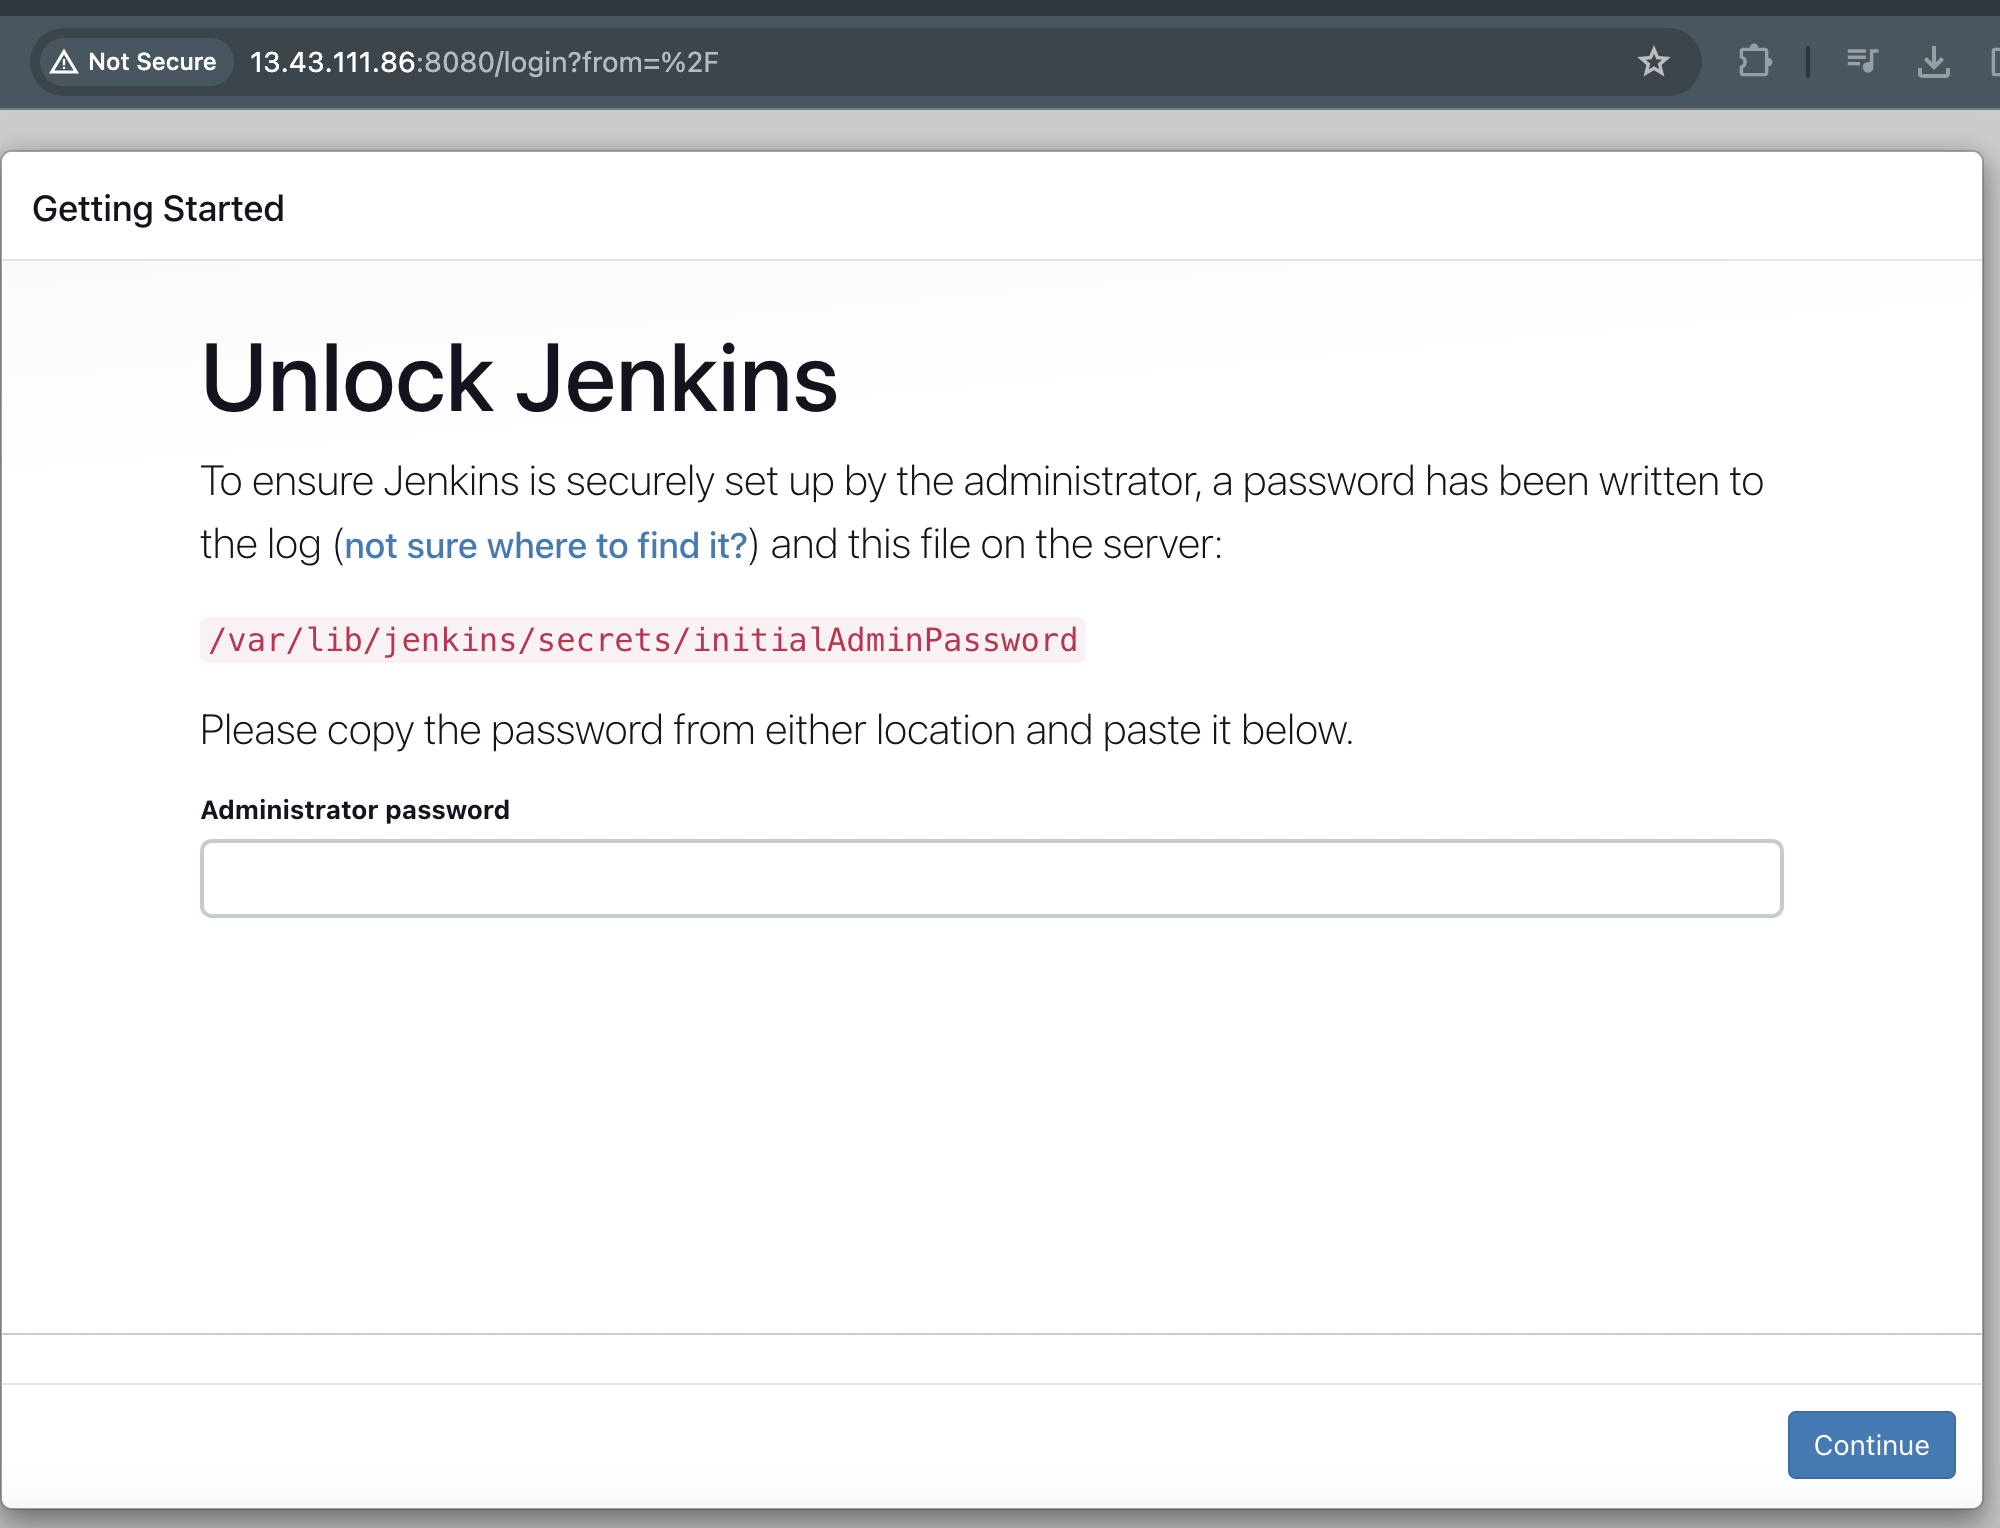 Not Secure 13.43.111.86:8080/login?from=%2F
Getting Started
Unlock Jenkins
To ensure Jenkins is securely set up by the administrator, a password has been written to
the log (not sure where to find it?) and this file on the server:
/var/lib/jenkins/secrets/initialAdminPassword
Please copy the password from either location and paste it below.
Administrator password
Continue